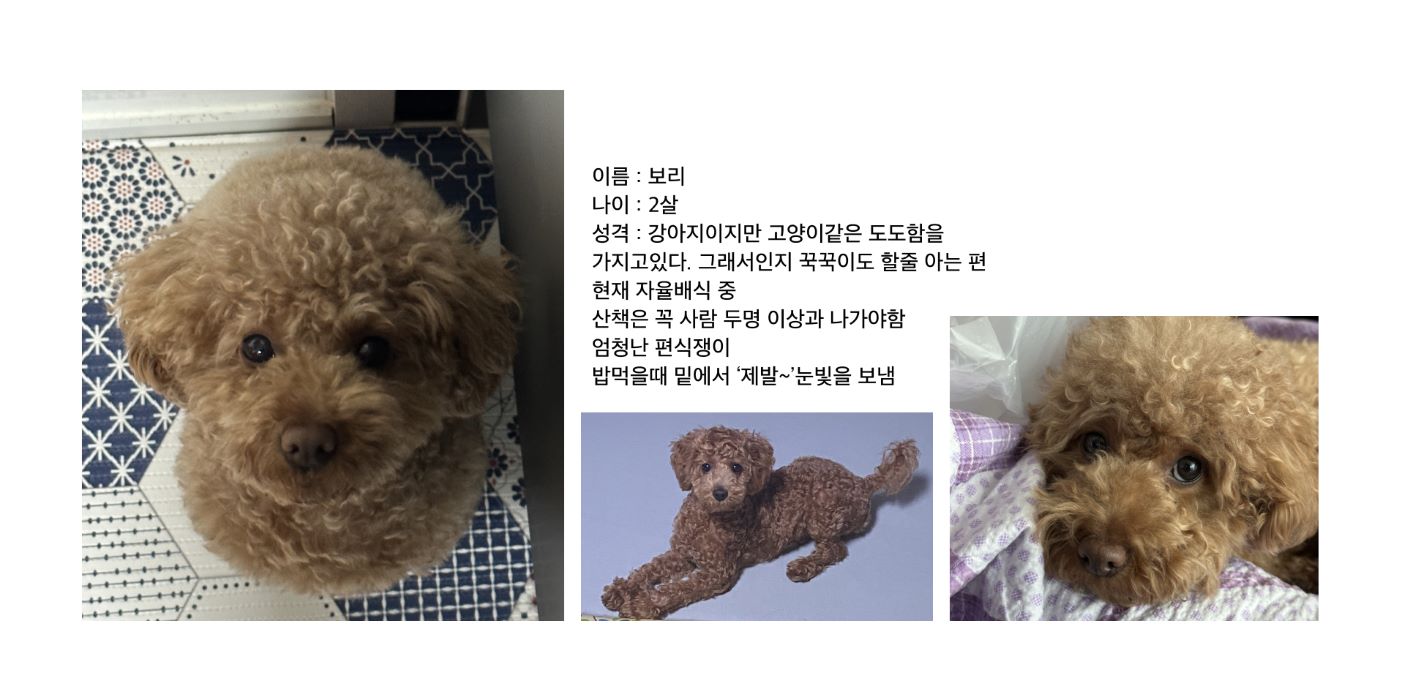 이름 : 보리
나이 : 2살
성격 : 강아지이지만 고양이같은 도도함을
가지고있다. 그래서인지 꾹꾹이도 할줄 아는 편
현재 자율배식 중
산책은 꼭 사람 두명 이상과 나가야함
엄청난 편식쟁이
밥먹을때 밑에서 ‘제발~’눈빛을 보냄